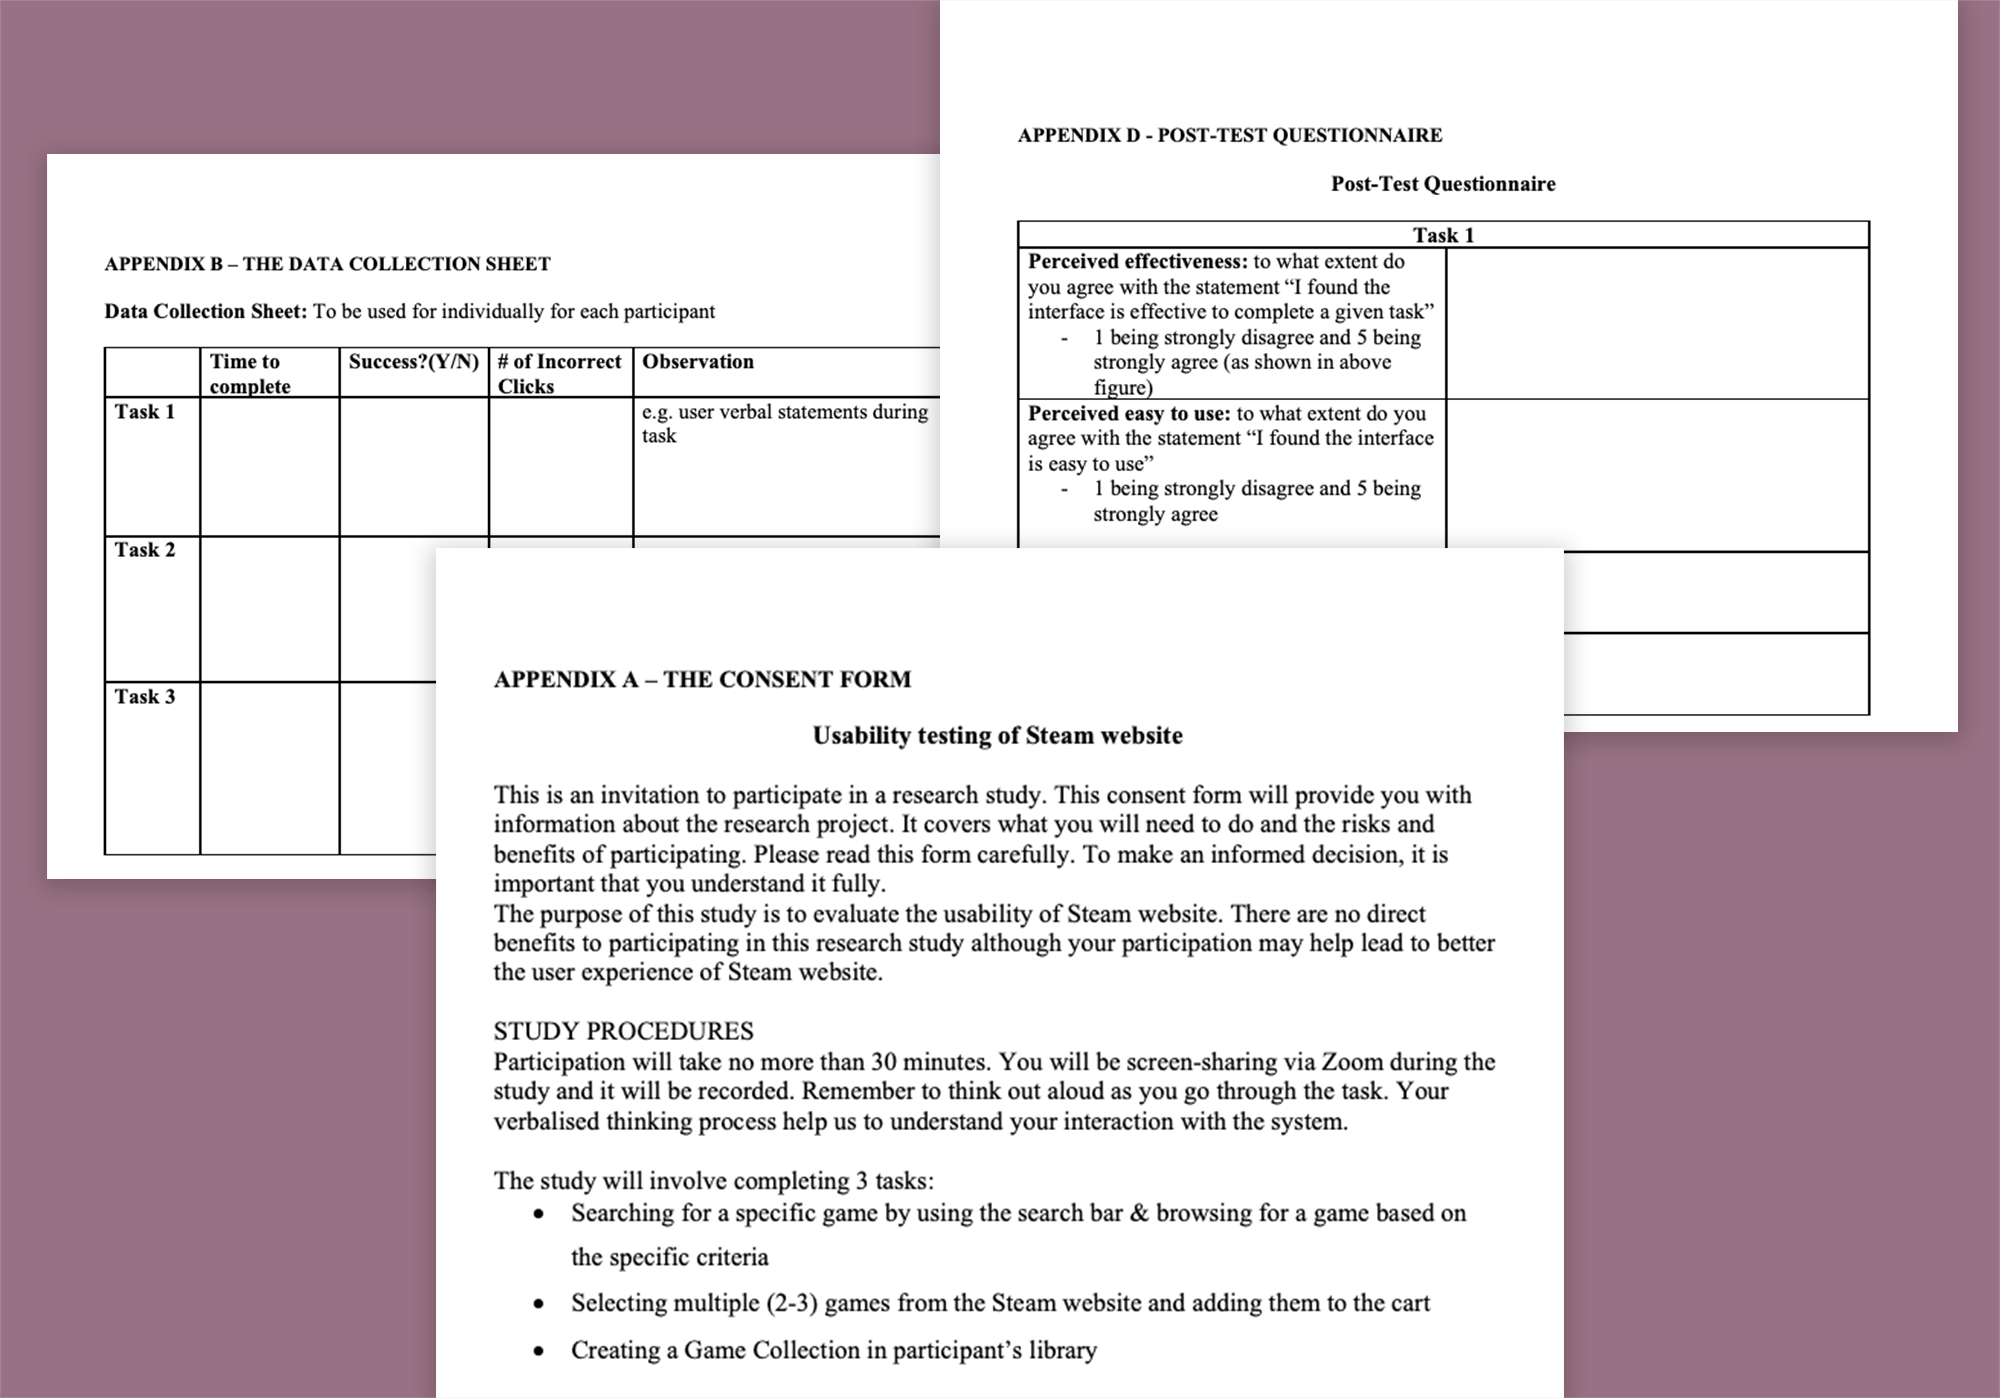 APPENDIX B – THE DATA COLLECTION SHEET
Data Collection Sheet: To be used for individually for each participant
Time to complete
Success?(Y/N)
# of Incorrect Clicks
Observation
Task 1
e.g. user verbal statements during
task
Task 2
Task 3
APPENDIX D - POST-TEST QUESTIONNAIRE
Post-Test Questionnaire
Task 1
Perceived effectiveness: to what extent do
you agree with the statement “I found the
interface is effective to complete a given task”
- 1 being strongly disagree and 5 being
strongly agree (as shown in above
figure)
Perceived easy to use: to what extent do you
agree with the statement “I found the interface
is easy to use”
- 1 being strongly disagree and 5 being
strongly agree
APPENDIX A – THE CONSENT FORM
Usability testing of Steam website
This is an invitation to participate in a research study. This consent form will provide you with
information about the research project. It covers what you will need to do and the risks and
benefits of participating. Please read this form carefully. To make an informed decision, it is
important that you understand it fully.
The purpose of this study is to evaluate the usability of Steam website. There are no direct
benefits to participating in this research study although your participation may help lead to better
the user experience of Steam website.
STUDY PROCEDURES
Participation will take no more than 30 minutes. You will be screen-sharing via Zoom during the
study and it will be recorded. Remember to think out aloud as you go through the task. Your
verbalised thinking process help us to understand your interaction with the system.
The study will involve completing 3 tasks:
• Searching for a specific game by using the search bar & browsing for a game based on
the specific criteria
• Selecting multiple (2-3) games from the Steam website and adding them to the cart
• Creating a Game Collection in participant’s library